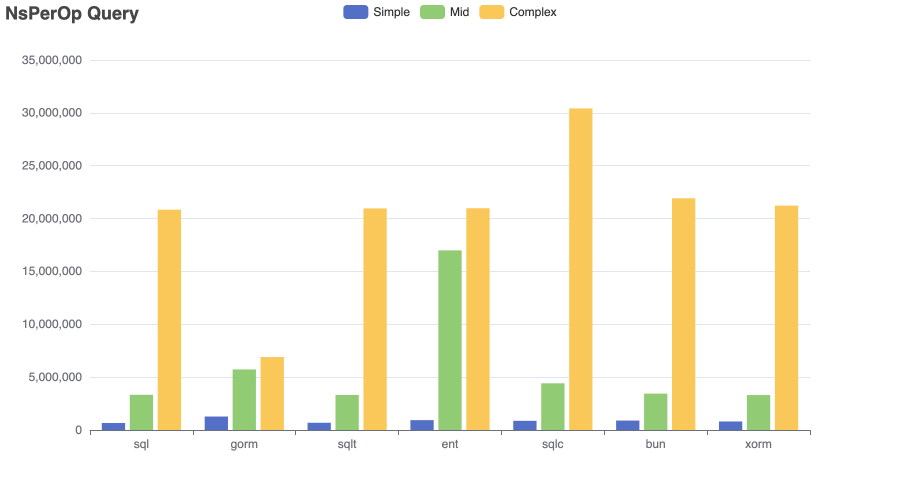 NsPerOp Query
Simple Mid Complex
35,000,000
30,000,000
25,000,000
20,000,000
15,000,000
10,000,000
5,000,000
0
sql gorm sqlt ent sqlc bun xorm